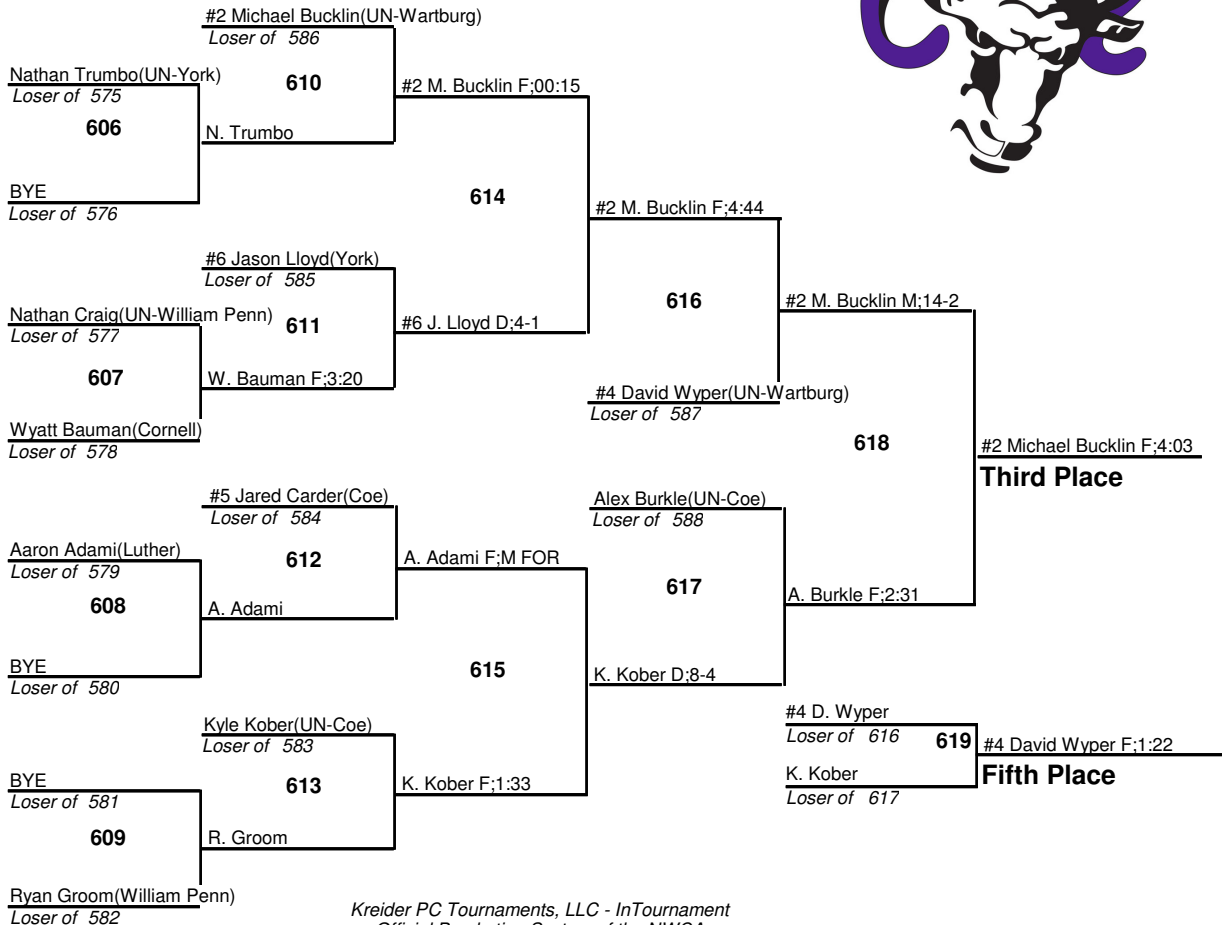 #2 Michael Bucklin(UN-Wartburg)
Loser of 586
Nathan Trumbo(UN-York)
Loser of 575
610
#2 M. Bucklin F;00:15
606
N. Trumbo
BYE
Loser of 576
614
#2 M. Bucklin F;4:44
#6 Jason Lloyd(York)
Loser of 585
Nathan Craig(UN-William Penn)
Loser of 577
611
#6 J. Lloyd D;4-1
616
#2 M. Bucklin M;14-2
607
W. Bauman F;3:20
#4 David Wyper(UN-Wartburg)
Loser of 587
Wyatt Bauman(Cornell)
Loser of 578
618
#2 Michael Bucklin F;4:03
Third Place
#5 Jared Carder(Coe)
Loser of 584
Alex Burkle(UN-Coe)
Loser of 588
Aaron Adami(Luther)
Loser of 579
612
A. Adami F;M FOR
617
A. Burkle F;2:31
608
A. Adami
BYE
Loser of 580
615
K. Kober D;8-4
Kyle Kober(UN-Coe)
Loser of 583
#4 D. Wyper
Loser of 616
619
#4 David Wyper F;1:22
Fifth Place
K. Kober
Loser of 617
BYE
Loser of 581
613
K. Kober F;1:33
609
R. Groom
Ryan Groom(William Penn)
Loser of 582
Kreider PC Tournaments, LLC - InTournament